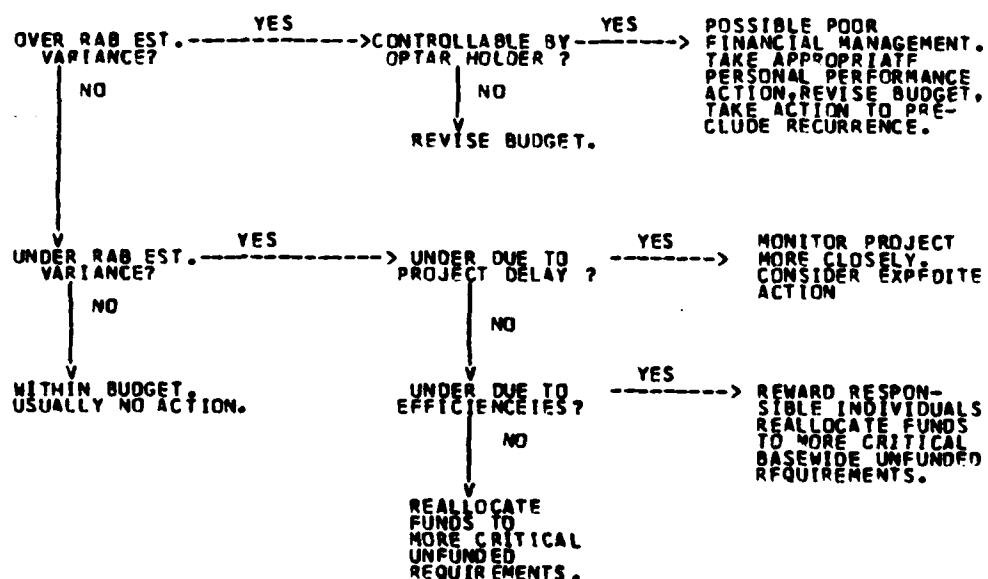 OVER RAB EST.
VARIANCE?
YES
CONTROLLABLE BY
OPTAR HOLDER ?
YES
POSSIBLE POOR
FINANCIAL MANAGEMENT.
TAKE APPROPRIATE
PERSONAL PERFORMANCE
ACTION,REVISE BUDGET,
TAKE ACTION TO PRE-
CLUDE RECURRENCE.
NO
NO
REVISE BUDGET.
UNDER RAB EST.
VARIANCE?
YES
UNDER DUE TO
PROJECT DELAY ?
YES
MONITOR PROJECT
MORE CLOSELY.
CONSIDER EXPEDITE
ACTION
NO
NO
WITHIN BUDGET.
USUALLY NO ACTION.
UNDER DUE TO
EFFICIENCEIES?
YES
REWARD RESPON-
SIBLE INDIVIDUALS
REALLOCATE FUNDS
TO MORE CRITICAL
BASEWIDE UNFUNDED
REQUIREMENTS.
NO
REALLOCATE
FUNDS TO
MORE CRITICAL
UNFUNDED
REQUIREMENTS.